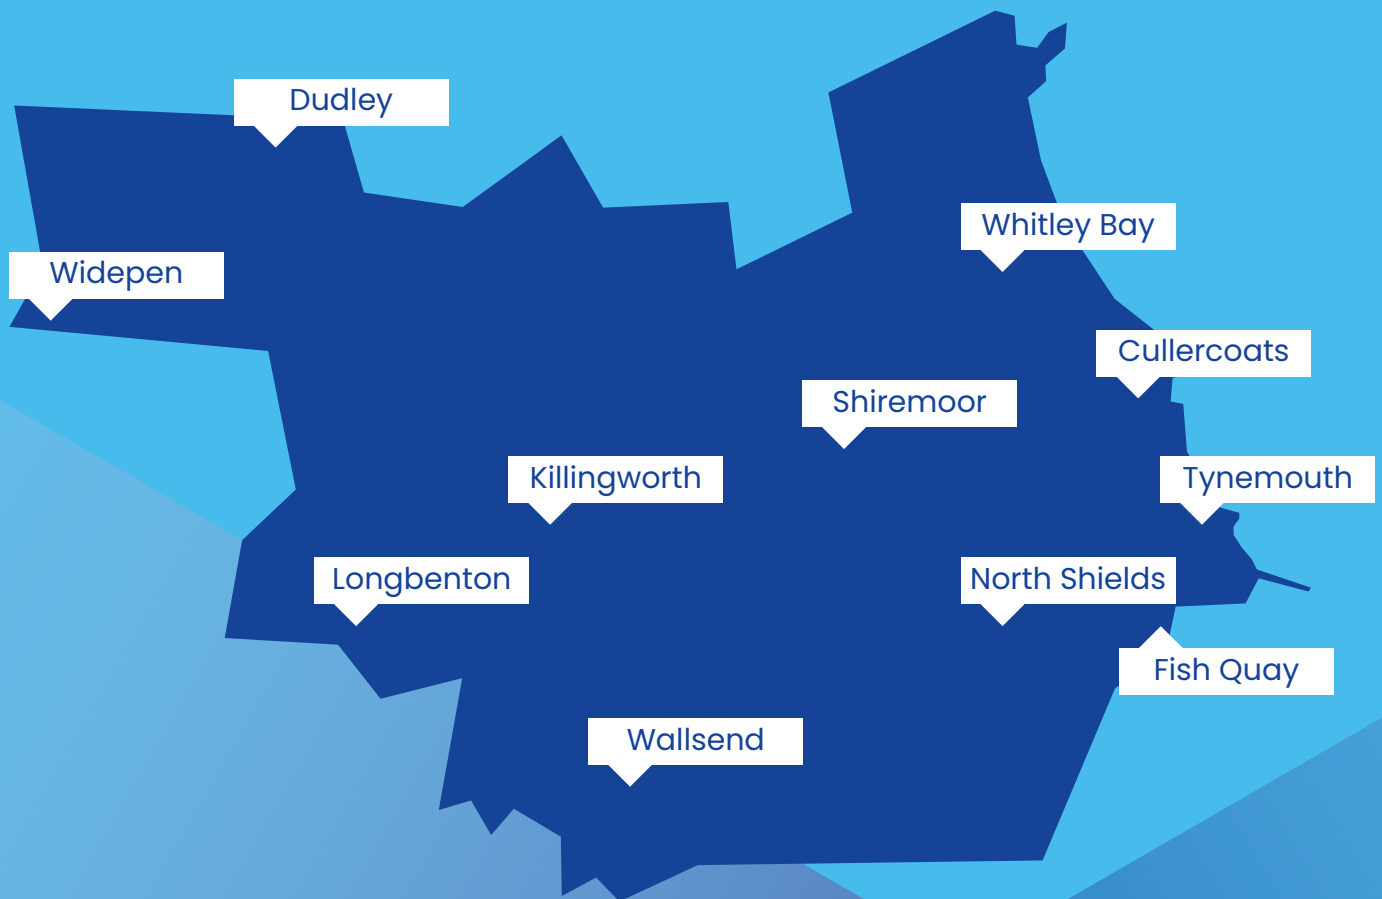 Dudley
Whitley Bay
Widepen
Cullercoats
Shiremoor
Killingworth
Tynemouth
Longbenton
North Shields
Fish Quay
Wallsend